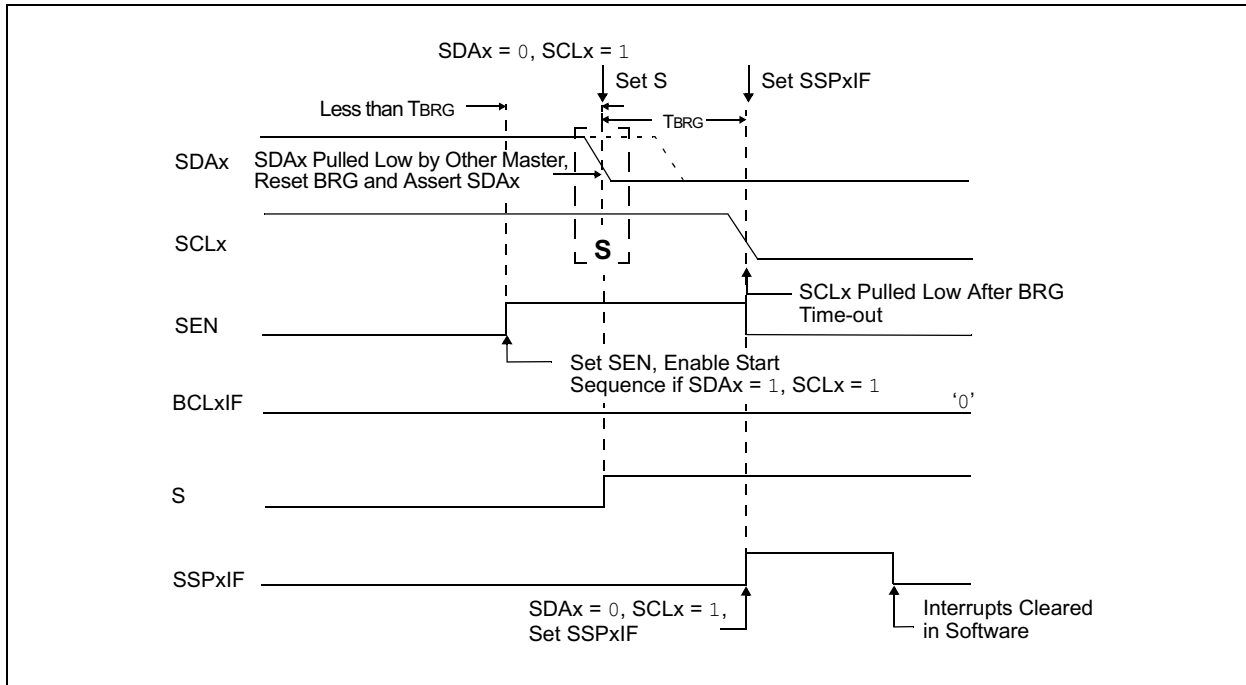 SDAx = 0, SCLx = 1
Set S
Set SSPxIF
Less than TBRG
TBRG
SDAx
SDAx Pulled Low by Other Master,
Reset BRG and Assert SDAx
SCLx
S
SCLx Pulled Low After BRG
Time-out
SEN
Set SEN, Enable Start
Sequence if SDAx = 1, SCLx = 1
BCLxIF
‘0’
S
SSPxIF
SDAx = 0, SCLx = 1,
Set SSPxIF
Interrupts Cleared
in Software